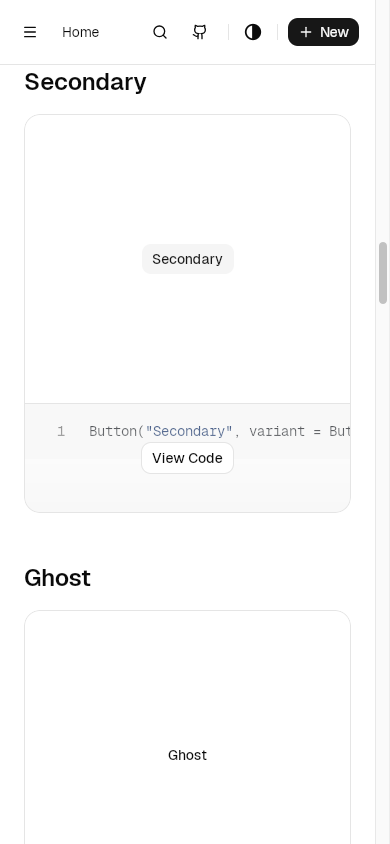 Home
New
Secondary
Secondary
1 Button("Secondary", variant = But
View Code
Ghost
Ghost